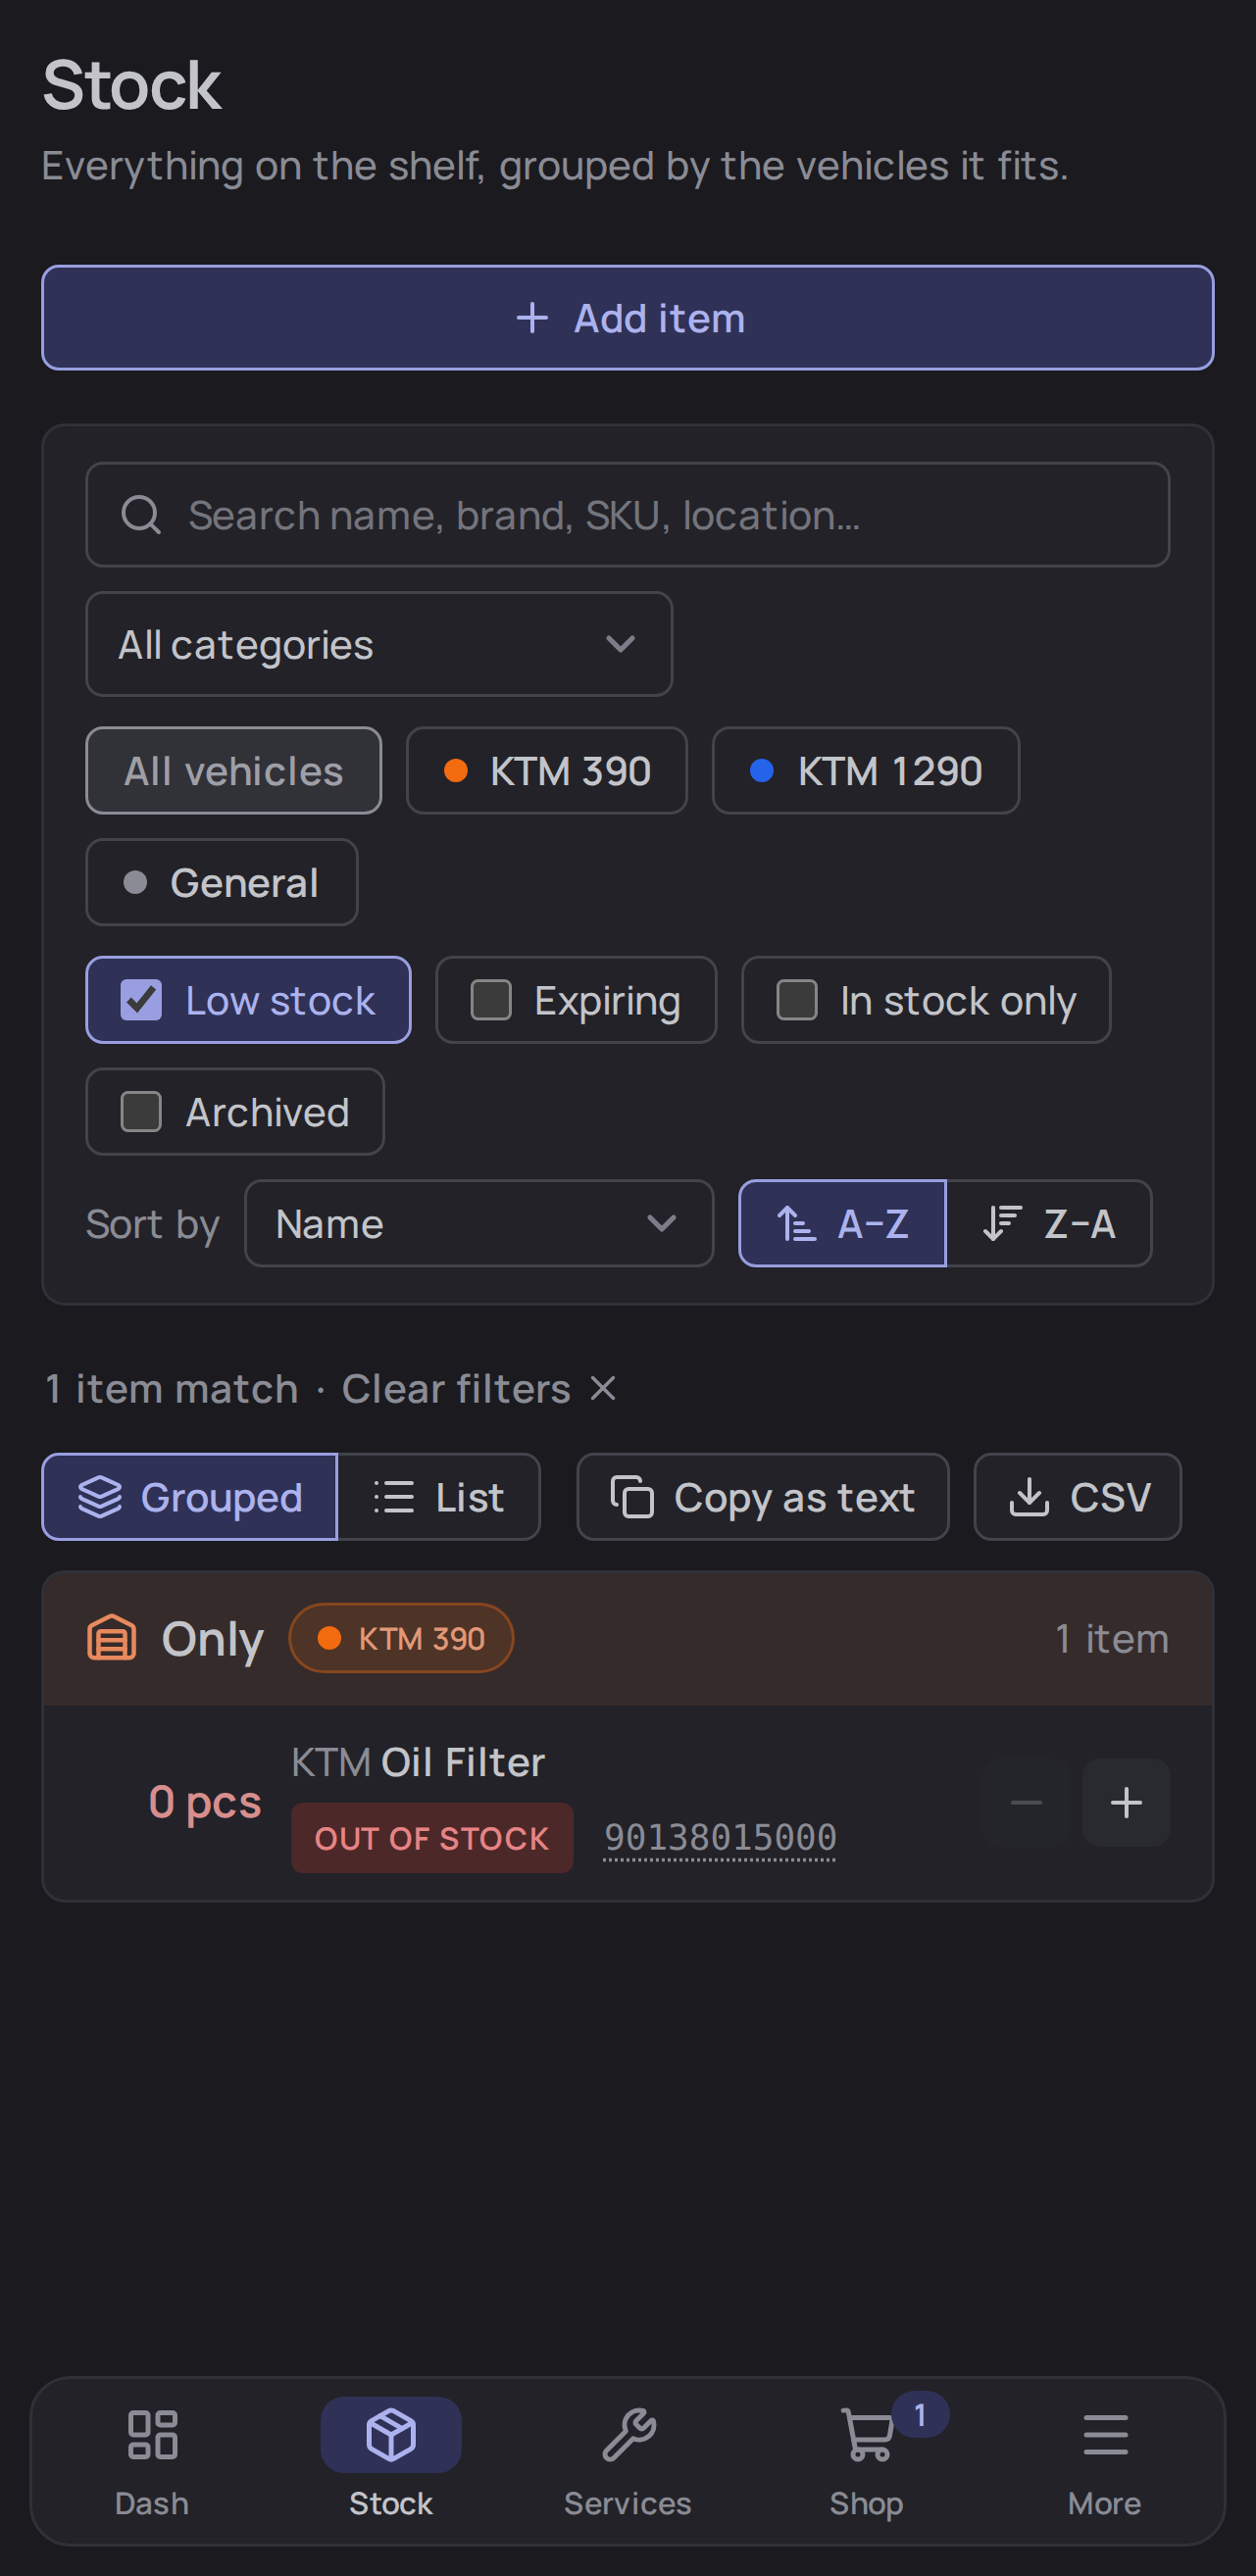 Stock
Everything on the shelf, grouped by the vehicles it fits.
Add item
Search name, brand, SKU, location...
All categories
All vehicles KTM 390 KTM 1290
General
Low stock Expiring In stock only
Archived
Sort by Name A–Z Z–A
1 item match · Clear filters
Grouped List Copy as text CSV
Only KTM 390 1 item
KTM Oil Filter
0 pcs
OUT OF STOCK 90138015000
1
Dash Stock Services Shop More